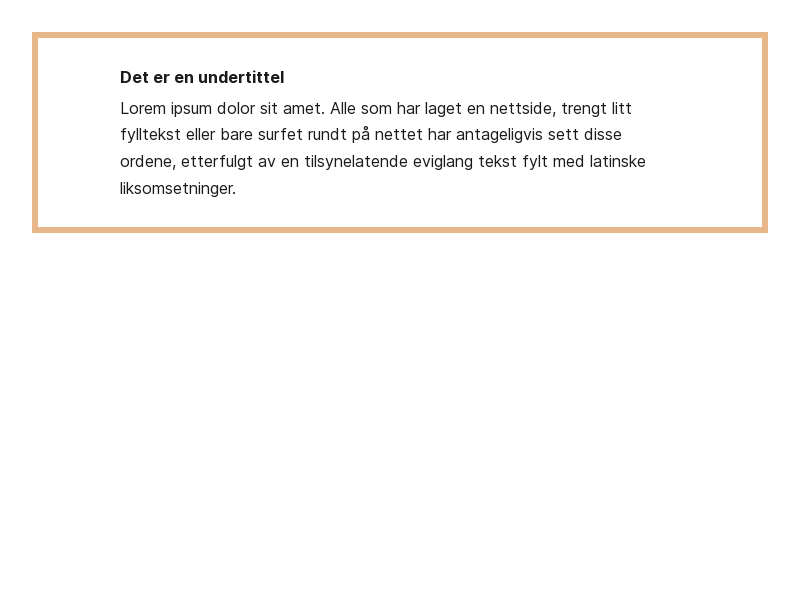 Det er en undertittel
Lorem ipsum dolor sit amet. Alle som har laget en nettside, trengt litt
fylltekst eller bare surfet rundt på nettet har antageligvis sett disse
ordene, etterfulgt av en tilsynelatende eviglang tekst fylt med latinske
liksomsetninger.